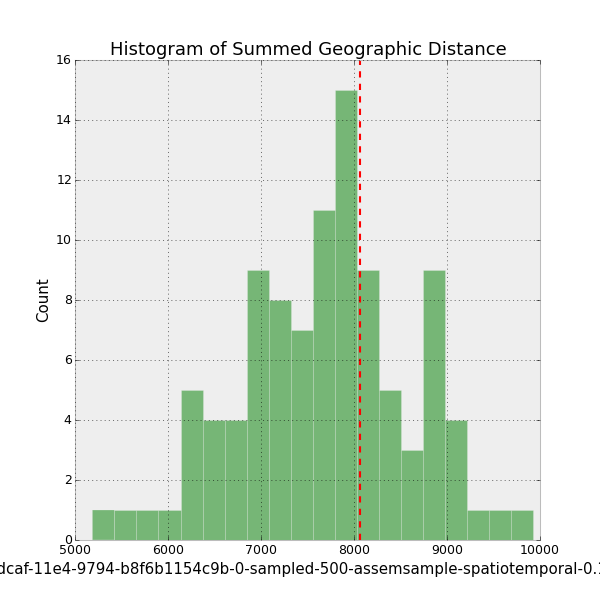 Histogram of Summed Geographic Distance
16
14
12
10
8
6
4
2
0
Count
5000 6000 7000 8000 9000 10000
dcaf-11e4-9794-b8f6b1154c9b-0-sampled-500-assemsample-spatiotemporal-0.1